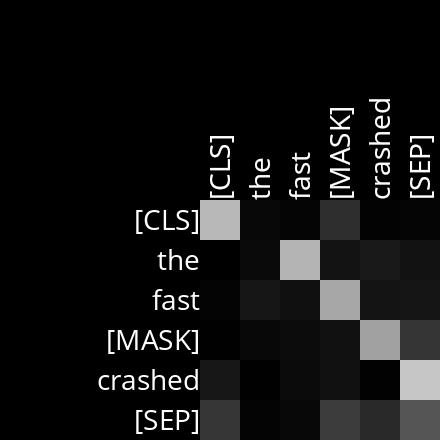 [CLS]
the
fast
[MASK]
crashed
[SEP]
[CLS]
the
fast
[MASK]
crashed
[SEP]